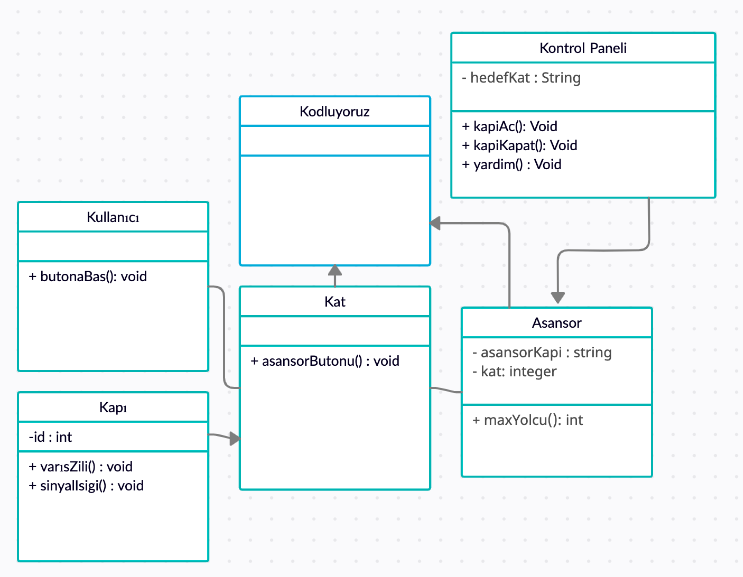 Kontrol Paneli
- hedefKat : String
+ kapiAc(): Void
+ kapiKapat(): Void
+ yardim() : Void
Kodluyoruz
Kullanıcı
+ butonaBas(): void
Kat
+ asansorButonu() : void
Asansor
- asansorKapi : string
- kat: integer
+ maxYolcu(): int
Kapı
-id : int
+ varısZili() : void
+ sinyalIsigi() : void